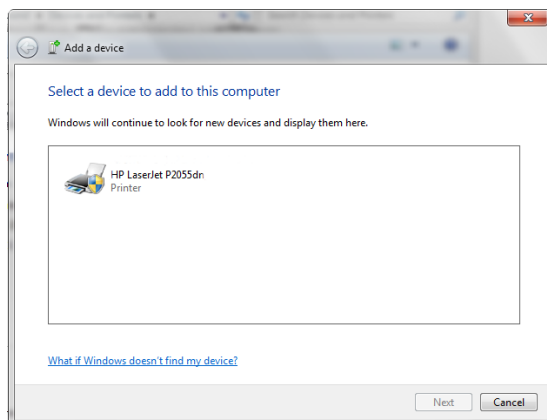 Add a device
Select a device to add to this computer
Windows will continue to look for new devices and display them here.
HP LaserJet P2055dn
Printer
What if Windows doesn't find my device?
Next
Cancel